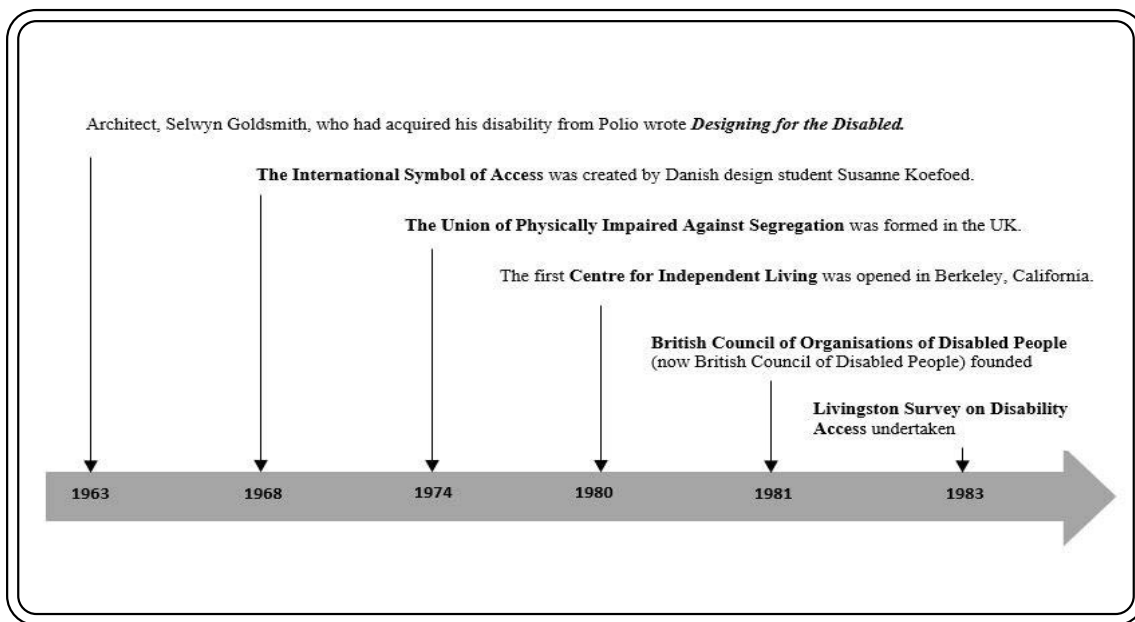 Architect, Selwyn Goldsmith, who had acquired his disability from Polio wrote Designing for the Disabled.
The International Symbol of Access was created by Danish design student Susanne Koefoed.
The Union of Physically Impaired Against Segregation was formed in the UK.
The first Centre for Independent Living was opened in Berkeley, California.
British Council of Organisations of Disabled People
(now British Council of Disabled People) founded
Livingston Survey on Disability
Access undertaken
1963 1968 1974 1980 1981 1983